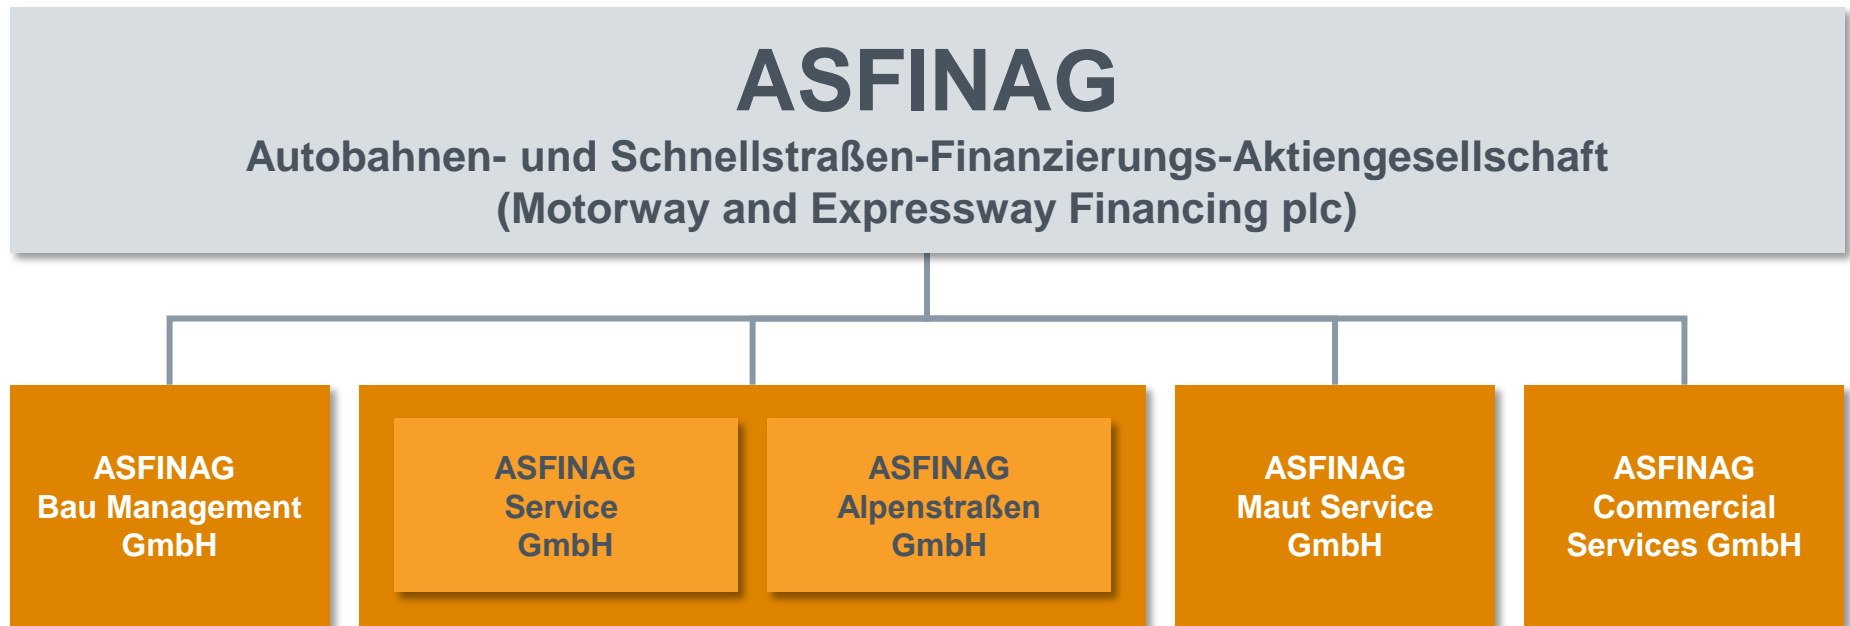 ASFINAG
Autobahnen- und Schnellstraßen-Finanzierungs-Aktiengesellschaft
(Motorway and Expressway Financing plc)
ASFINAG
Bau Management
GmbH
ASFINAG
Service
GmbH
ASFINAG
Alpenstraßen
GmbH
ASFINAG
Maut Service
GmbH
ASFINAG
Commercial
Services GmbH